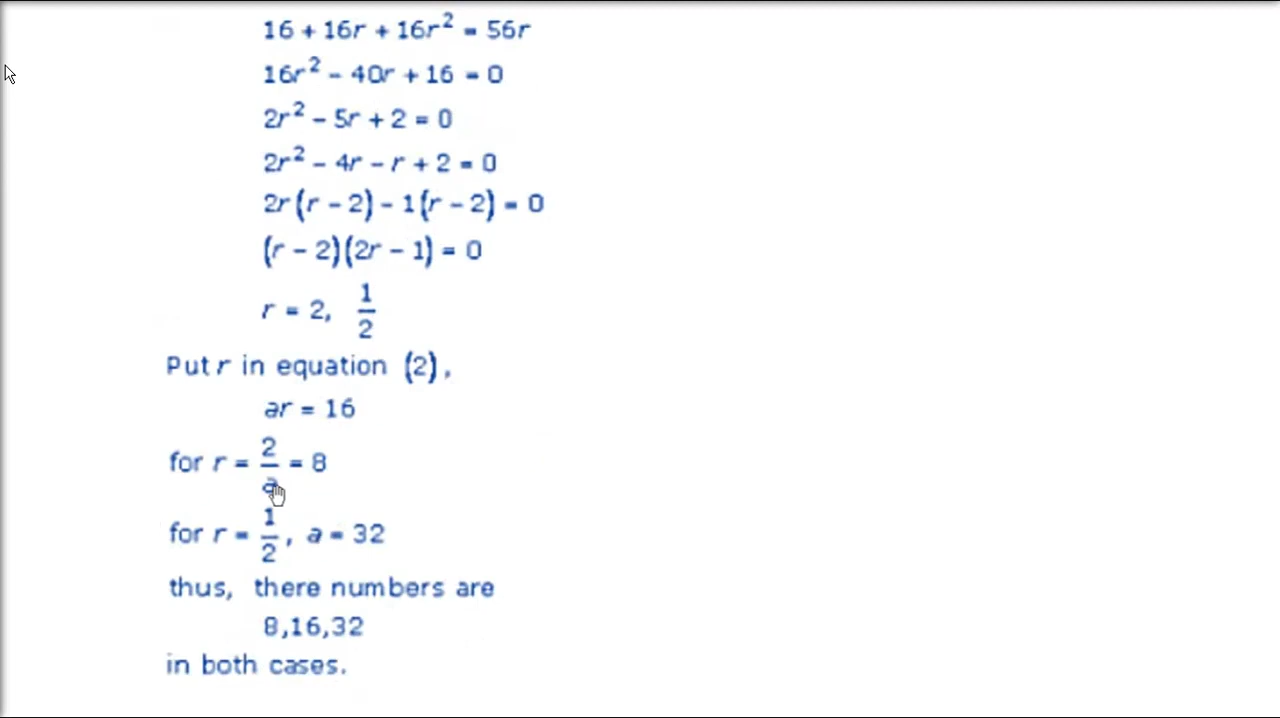 16 + 16r + 16r² = 56r
16r² – 40r + 16 = 0
2r² – 5r + 2 = 0
2r² – 4r – r + 2 = 0
2r(r – 2) – 1(r – 2) = 0
(r – 2)(2r – 1) = 0
r = 2, 1/2
Put r in equation (2),
ar = 16
for r = 2/a = 8
for r = 1/2, a = 32
thus, there numbers are
8,16,32
in both cases.